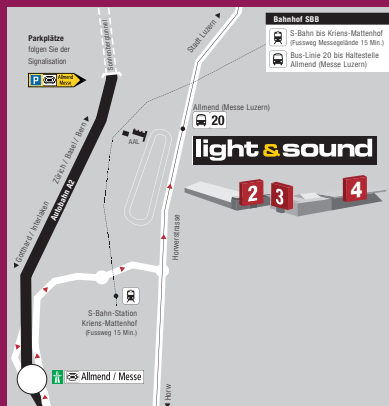 Parkplätze
folgen Sie der
Signalisation
P Allmend
Messe
Sonnenbergtunnel
Stadt Luzern
Bahnhof SBB
S-Bahn bis Kriens-Mattenhof
(Fussweg Messegelände 15 Min.)
Bus-Linie 20 bis Haltestelle
Allmend (Messe Luzern)
Allmend (Messe Luzern)
20
AAL
light & sound
2
3
4
Zürich / Basel / Bern
Autobahn A2
Gotthard / Interlaken
Horwerstrasse
S-Bahn-Station
Kriens-Mattenhof
(Fussweg 15 Min.)
Allmend / Messe
Horw